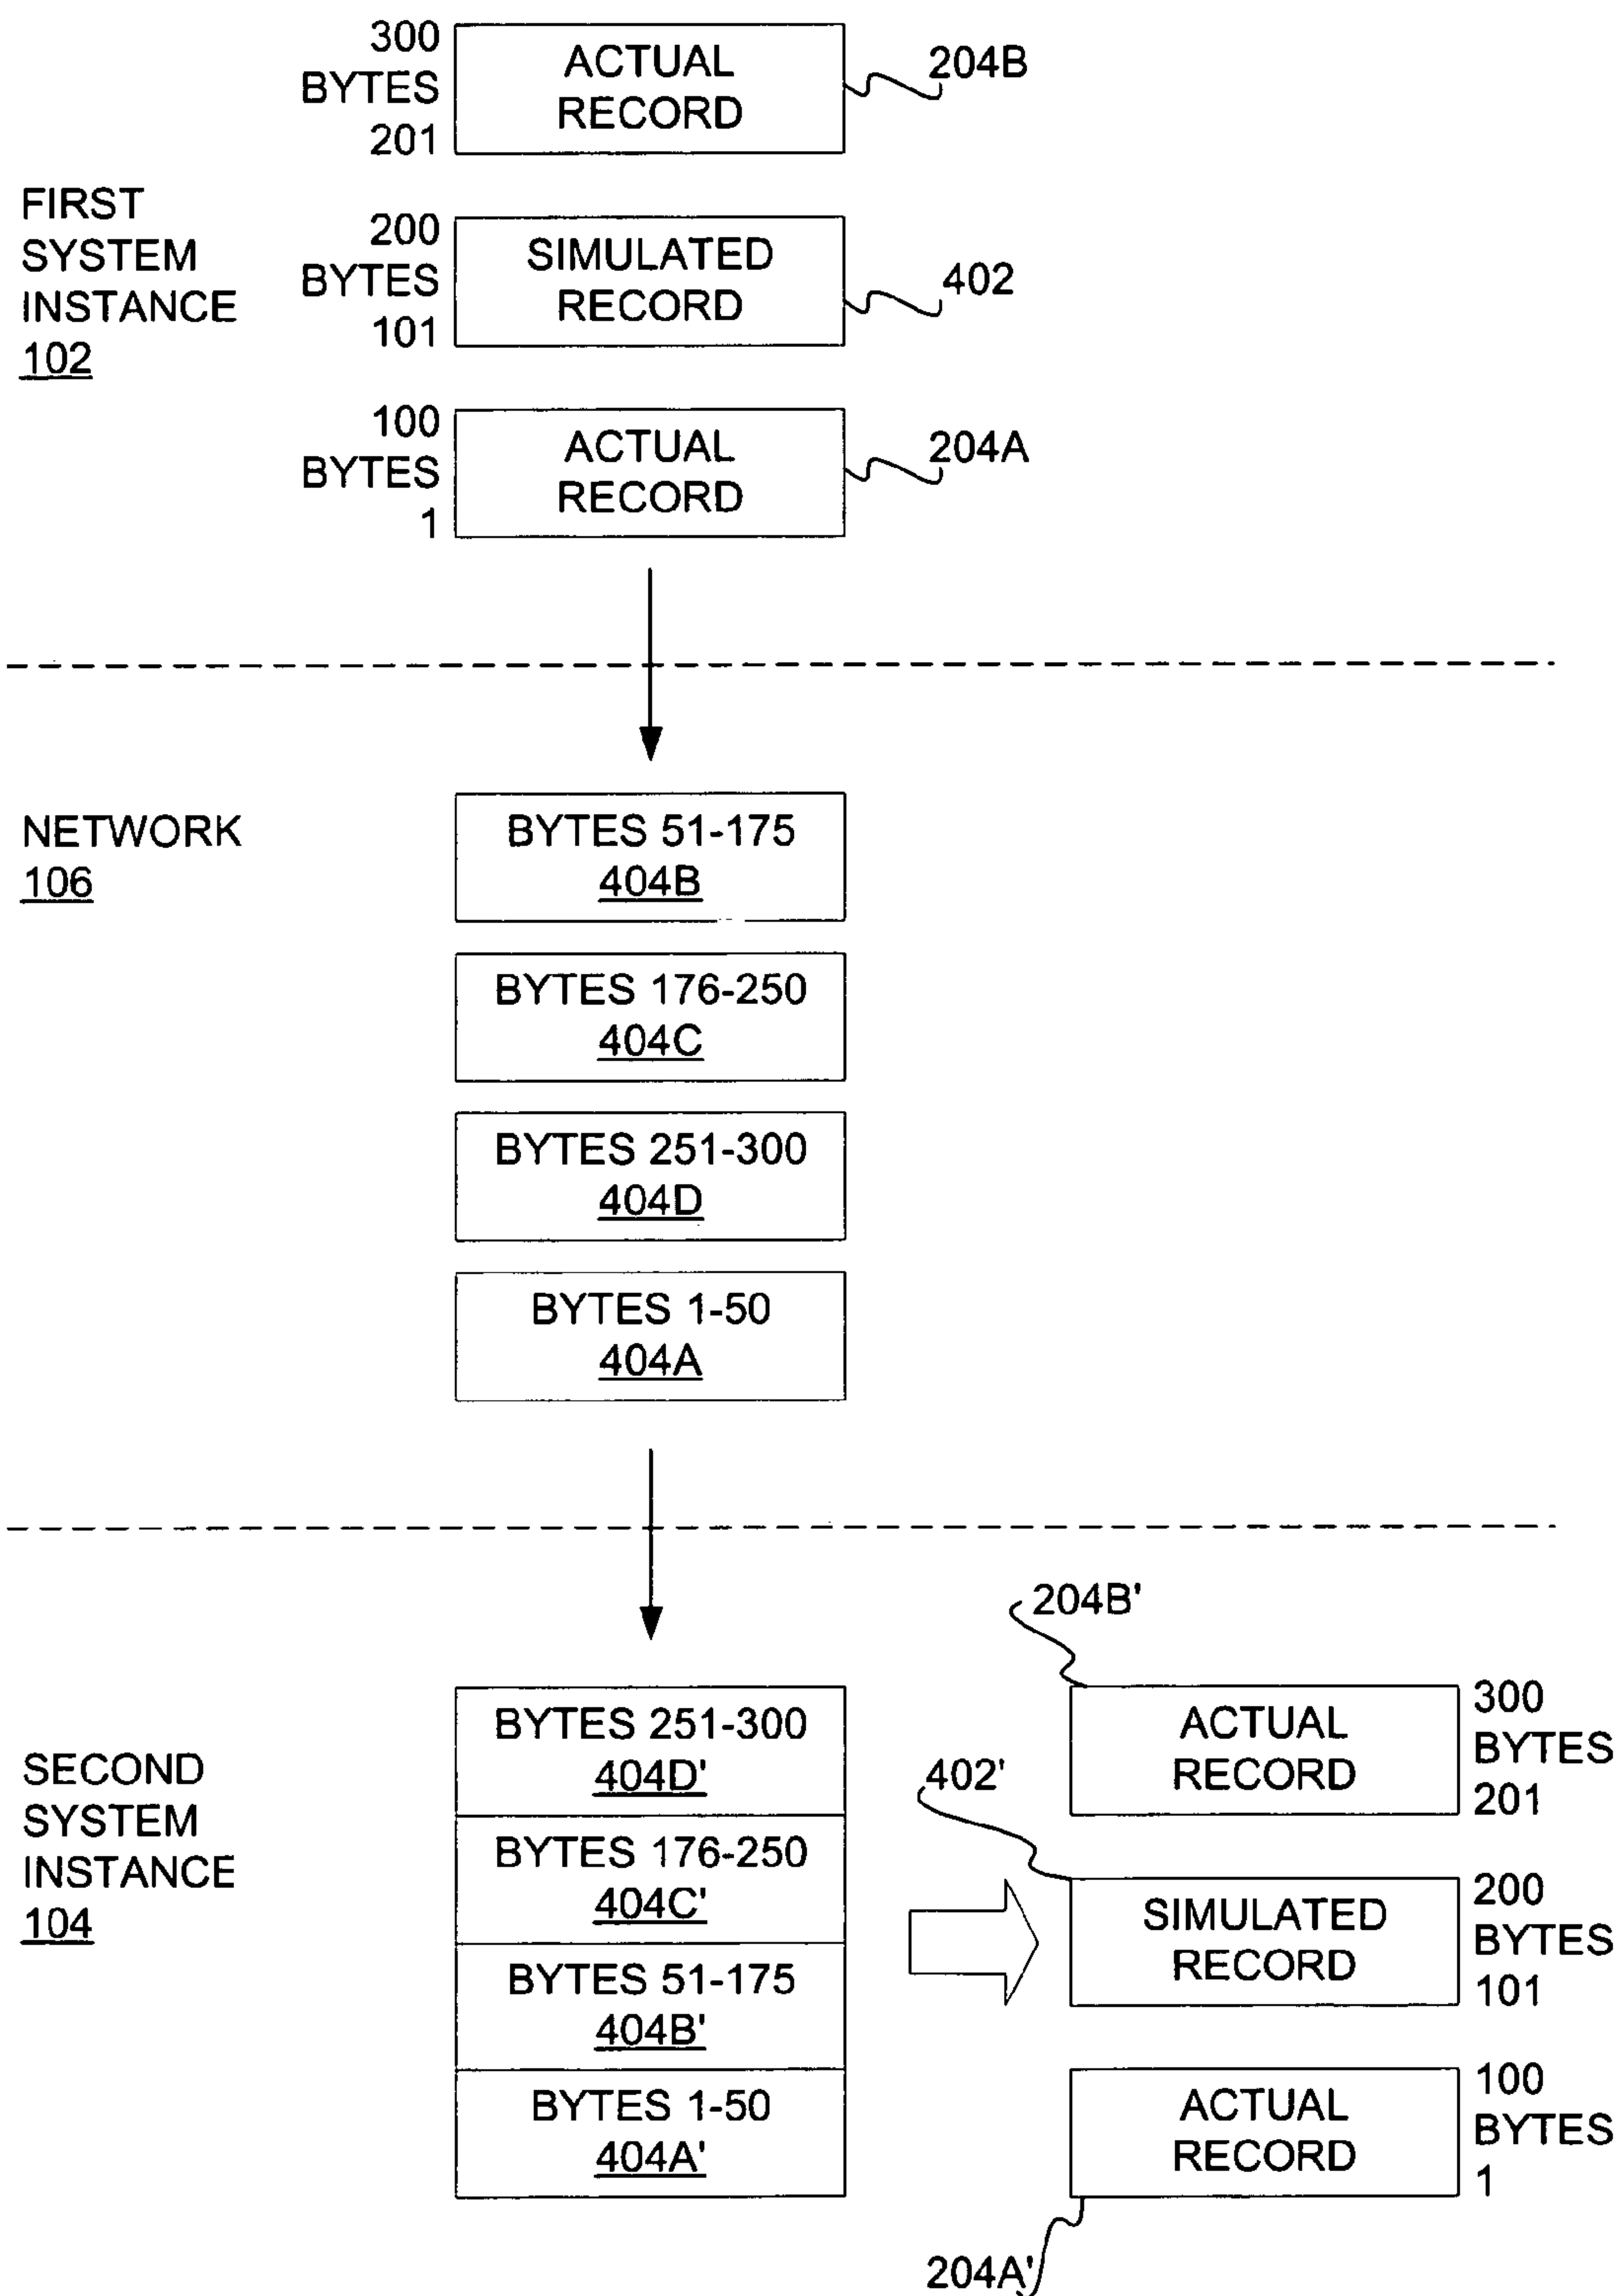 300
BYTES
201
ACTUAL
RECORD
204B
FIRST
SYSTEM
INSTANCE
102
200
BYTES
101
SIMULATED
RECORD
402
100
BYTES
1
ACTUAL
RECORD
204A
NETWORK
106
BYTES 51-175
404B
BYTES 176-250
404C
BYTES 251-300
404D
BYTES 1-50
404A
SECOND
SYSTEM
INSTANCE
104
BYTES 251-300
404D'
BYTES 176-250
404C'
BYTES 51-175
404B'
BYTES 1-50
404A'
204B'
ACTUAL
RECORD
300
BYTES
201
402'
SIMULATED
RECORD
200
BYTES
101
ACTUAL
RECORD
100
BYTES
1
204A'